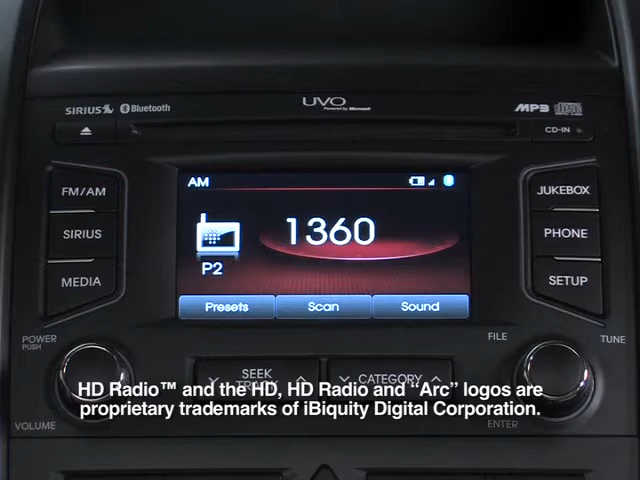 SIRIUS Bluetooth
UVO
Powered by Microsoft
MP3
CD-IN
FM/AM
SIRIUS
MEDIA
AM
1360
P2
Presets Scan Sound
JUKEBOX
PHONE
SETUP
POWER
PUSH
VOLUME
SEEK
TRACK
CATEGORY
FILE
TUNE
ENTER
HD Radio™ and the HD, HD Radio and “Arc” logos are
proprietary trademarks of iBiquity Digital Corporation.